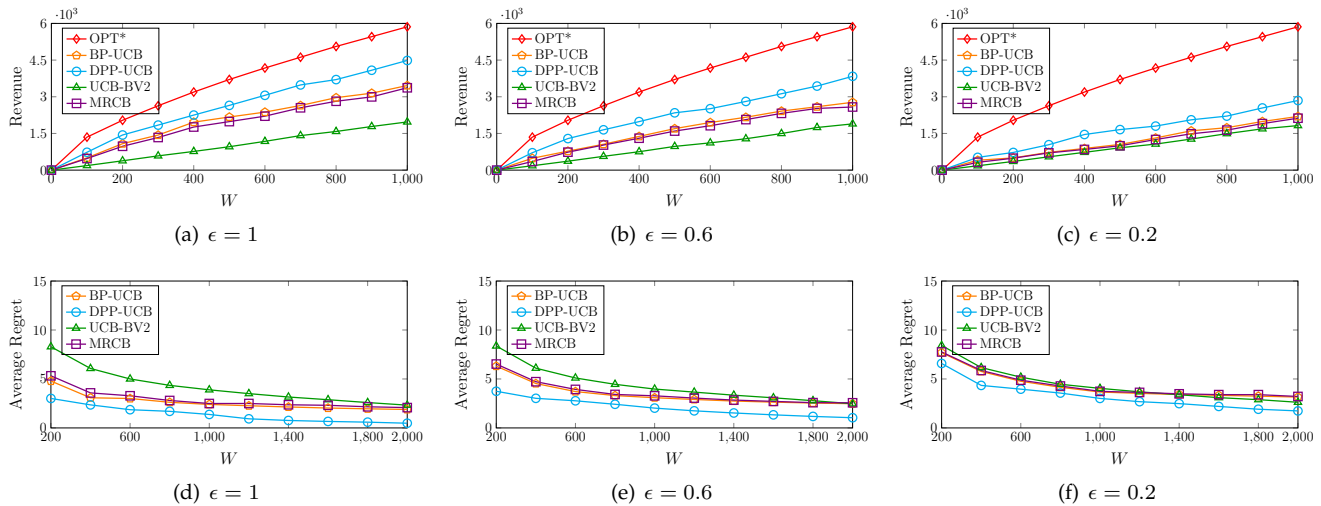 ·10³
6
4.5
3
1.5
0
Revenue
OPT*
BP-UCB
DPP-UCB
UCB-BV2
MRCB
0 200 400 600 800 1,000
W
(a) ϵ = 1
·10³
6
4.5
3
1.5
0
Revenue
OPT*
BP-UCB
DPP-UCB
UCB-BV2
MRCB
0 200 400 600 800 1,000
W
(b) ϵ = 0.6
·10³
6
4.5
3
1.5
0
Revenue
OPT*
BP-UCB
DPP-UCB
UCB-BV2
MRCB
0 200 400 600 800 1,000
W
(c) ϵ = 0.2
15
10
5
0
Average Regret
BP-UCB
DPP-UCB
UCB-BV2
MRCB
200 600 1,000 1,400 1,800 2,000
W
(d) ϵ = 1
15
10
5
0
Average Regret
BP-UCB
DPP-UCB
UCB-BV2
MRCB
200 600 1,000 1,400 1,800 2,000
W
(e) ϵ = 0.6
15
10
5
0
Average Regret
BP-UCB
DPP-UCB
UCB-BV2
MRCB
200 600 1,000 1,400 1,800 2,000
W
(f) ϵ = 0.2